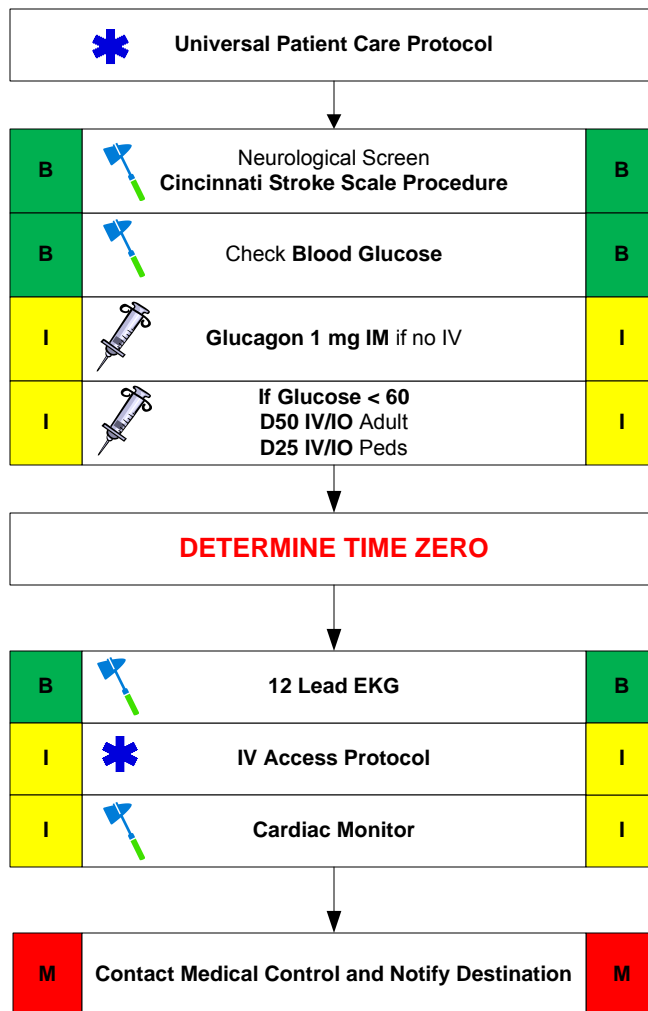 Universal Patient Care Protocol
B Neurological Screen B
Cincinnati Stroke Scale Procedure
B Check Blood Glucose B
I Glucagon 1 mg IM if no IV I
I If Glucose < 60 I
D50 IV/IO Adult
D25 IV/IO Peds
DETERMINE TIME ZERO
B 12 Lead EKG B
I IV Access Protocol I
I Cardiac Monitor I
M Contact Medical Control and Notify Destination M